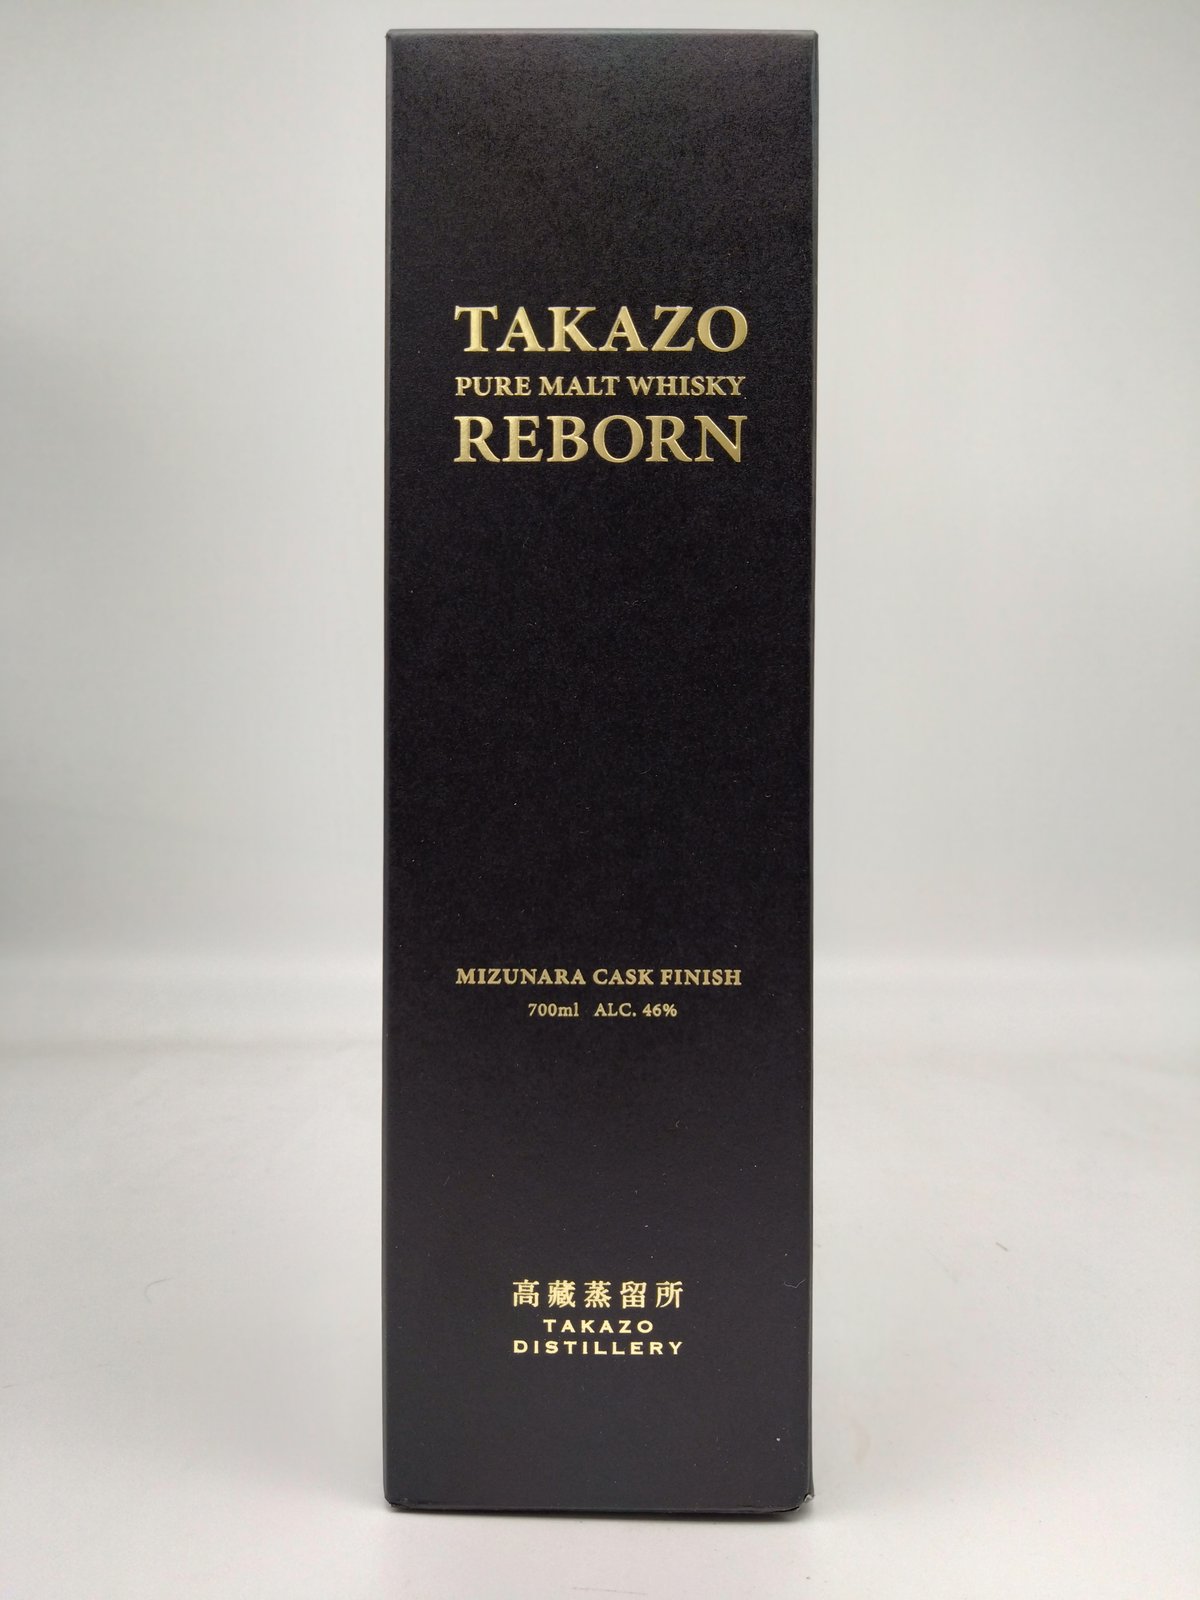 TAKAZO
PURE MALT WHISKY
REBORN
MIZUNARA CASK FINISH
700ml ALC. 46%
高藏蒸留所
TAKAZO
DISTILLERY